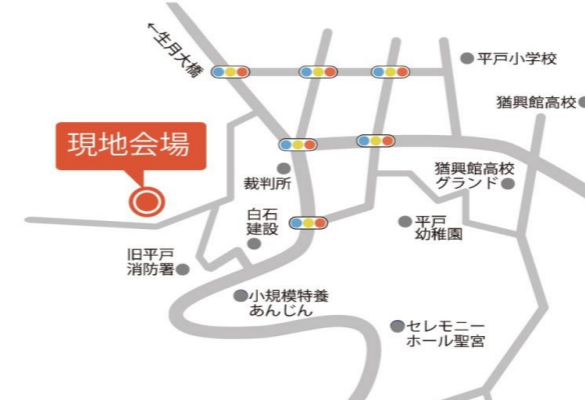 ←生月大橋
平戸小学校
猶興館高校
現地会場
裁判所
猶興館高校
グランド
白石
建設
平戸
幼稚園
旧平戸
消防署
小規模特養
あんじん
セレモニー
ホール聖宮